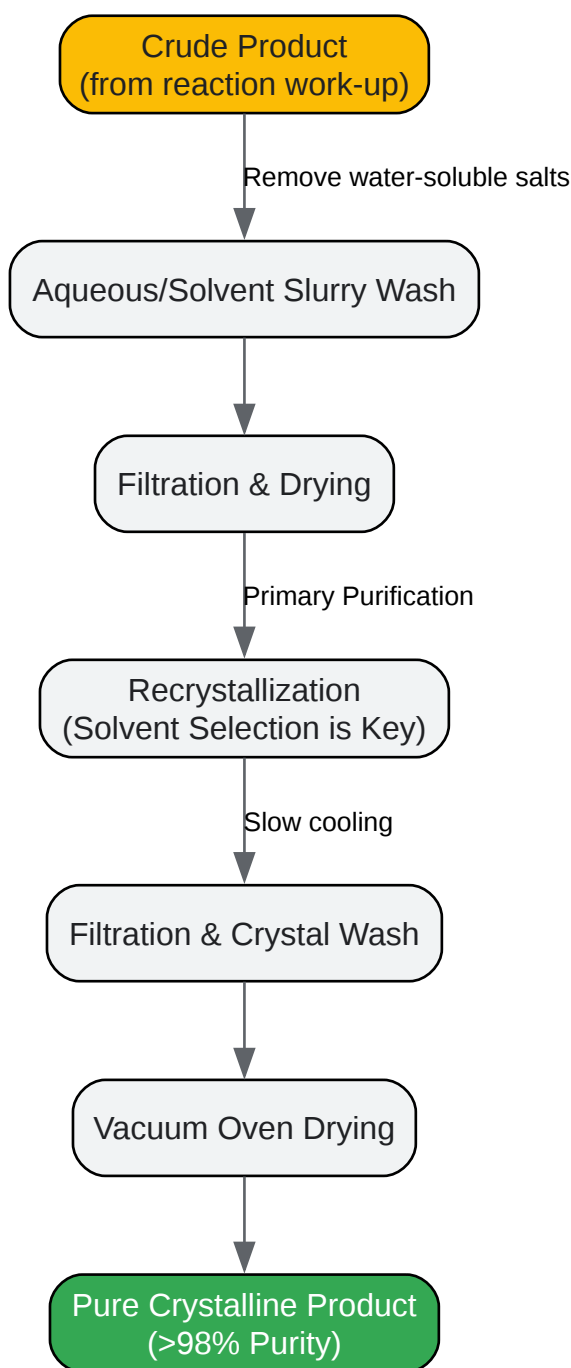 Crude Product
(from reaction work-up)
Remove water-soluble salts
Aqueous/Solvent Slurry Wash
Filtration & Drying
Primary Purification
Recrystallization
(Solvent Selection is Key)
Slow cooling
Filtration & Crystal Wash
Vacuum Oven Drying
Pure Crystalline Product
(>98% Purity)